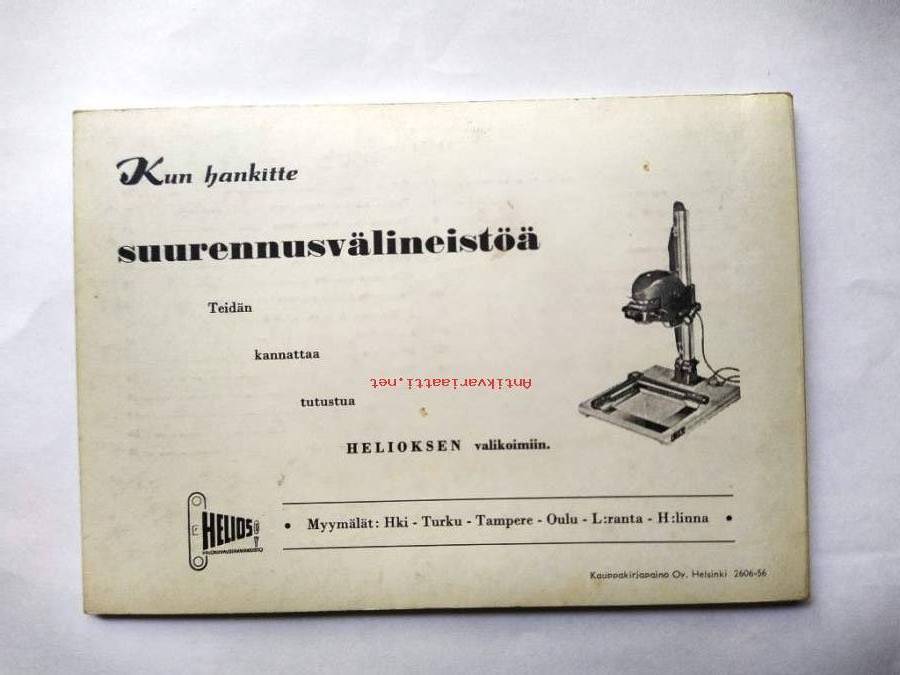 Kun hankitte
suurennusvälineistöä
Teidän
kannattaa
Antikvariaatti.net
tutustua
HELIOKSEN valikoimiin.
HELIOS
• Myymälät: Hki - Turku - Tampere - Oulu - L:ranta - H:linna •
Kauppakirjapaino Oy, Helsinki 2606-56